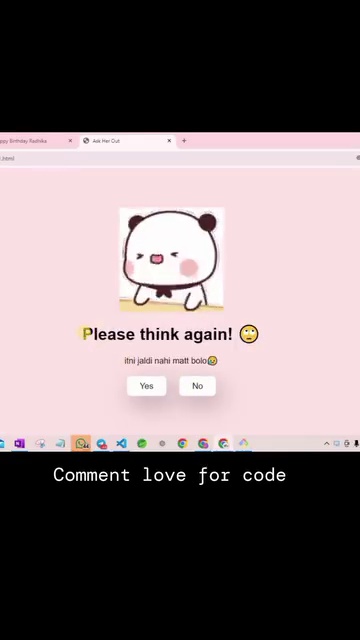 ppy Birthday Radhika
Ask Her Out
.html
Please think again! 🙄
itni jaldi nahi matt bolo😥
Yes
No
Comment love for code